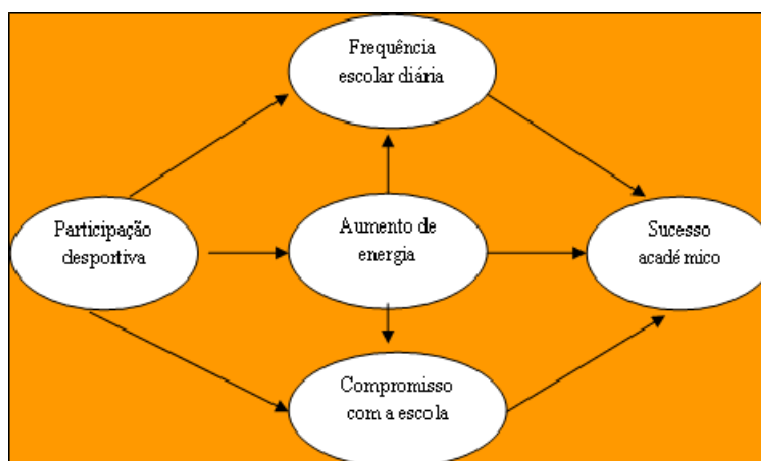 Frequência
escolar diária
Participação
desportiva
Aumento de
energia
Sucesso
académico
Compromisso
com a escola